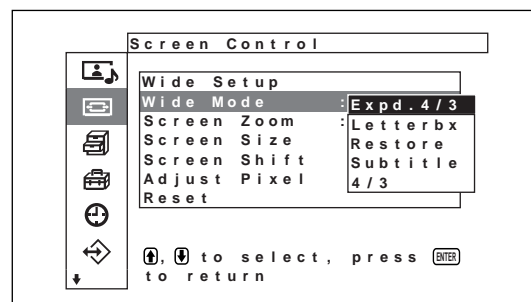 Screen Control
Wide Setup
Wide Mode : Expd.4/3
Screen Zoom : Letterbx
Screen Size Restore
Screen Shift Subtitle
Adjust Pixel 4/3
Reset
↑, ↓ to select, press ENTER
to return